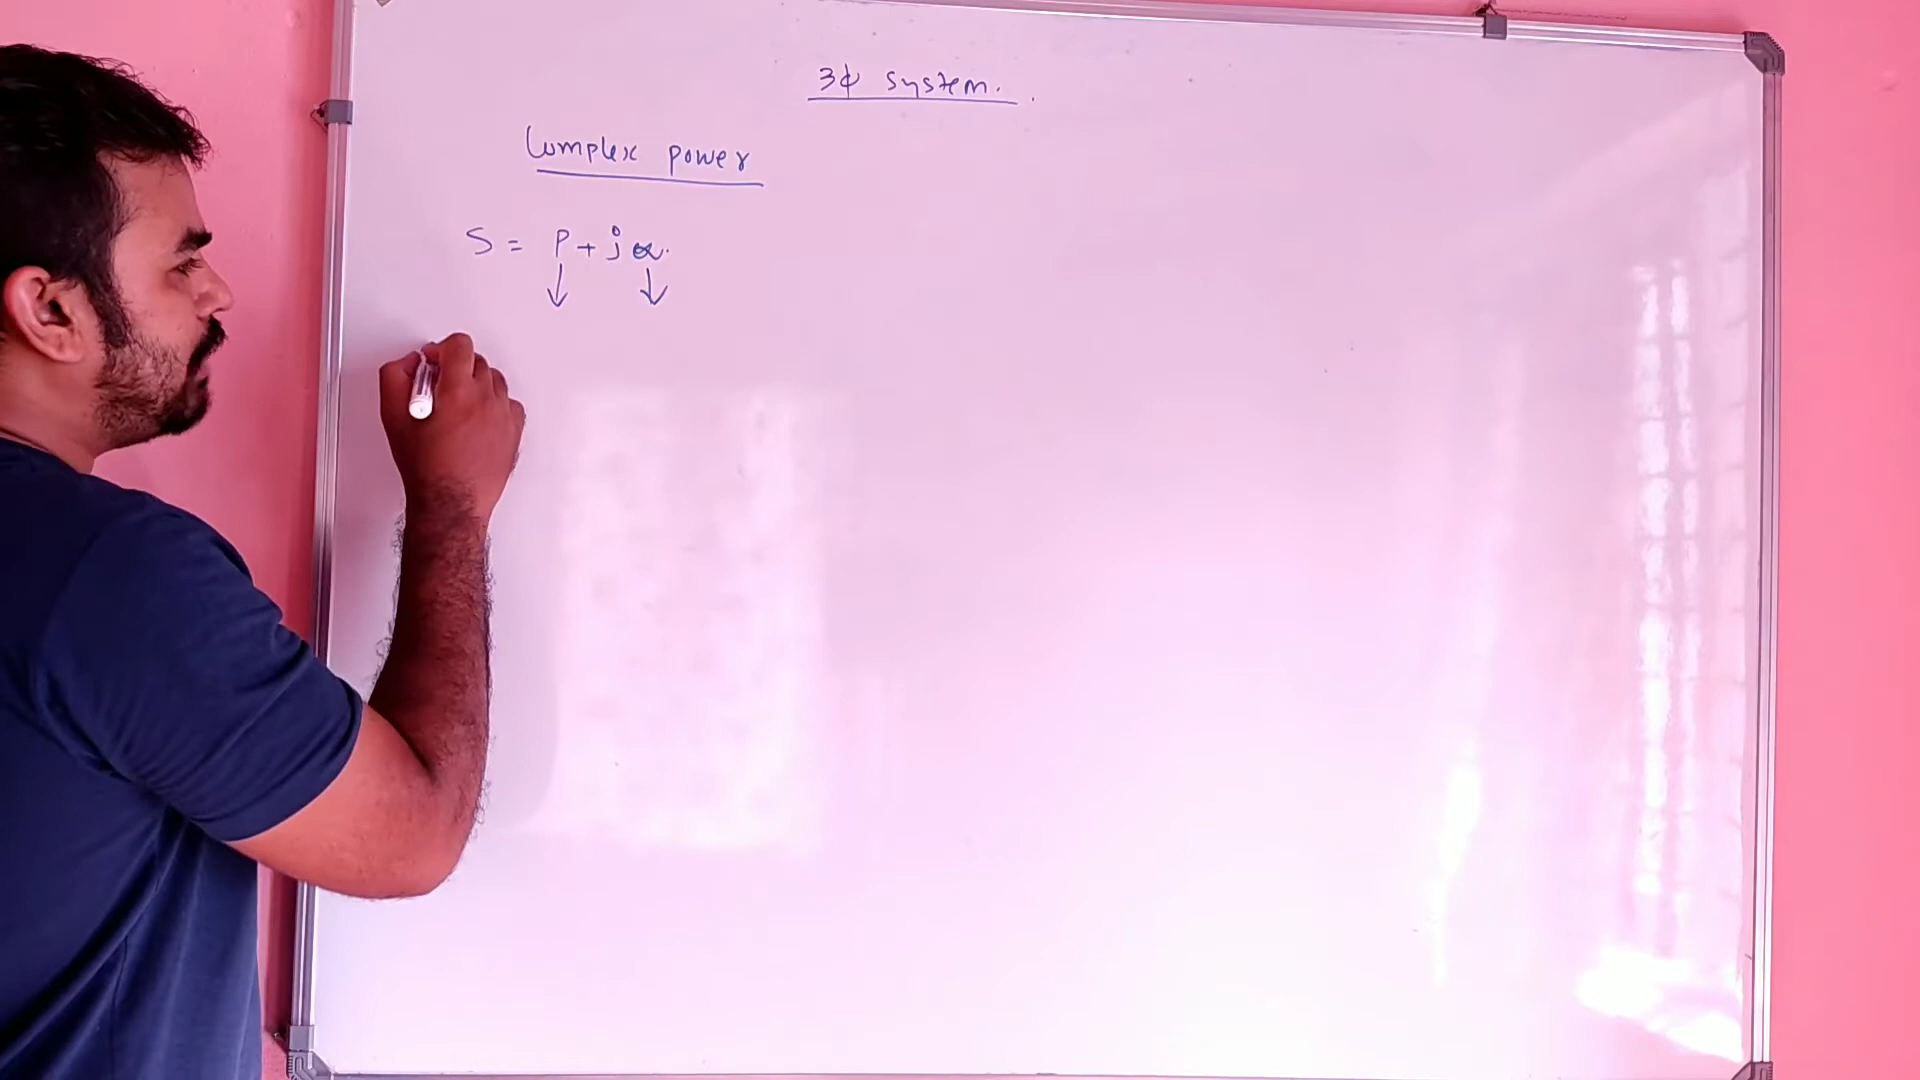 3φ system.
Complex power
S = P + jQ.
↓ ↓